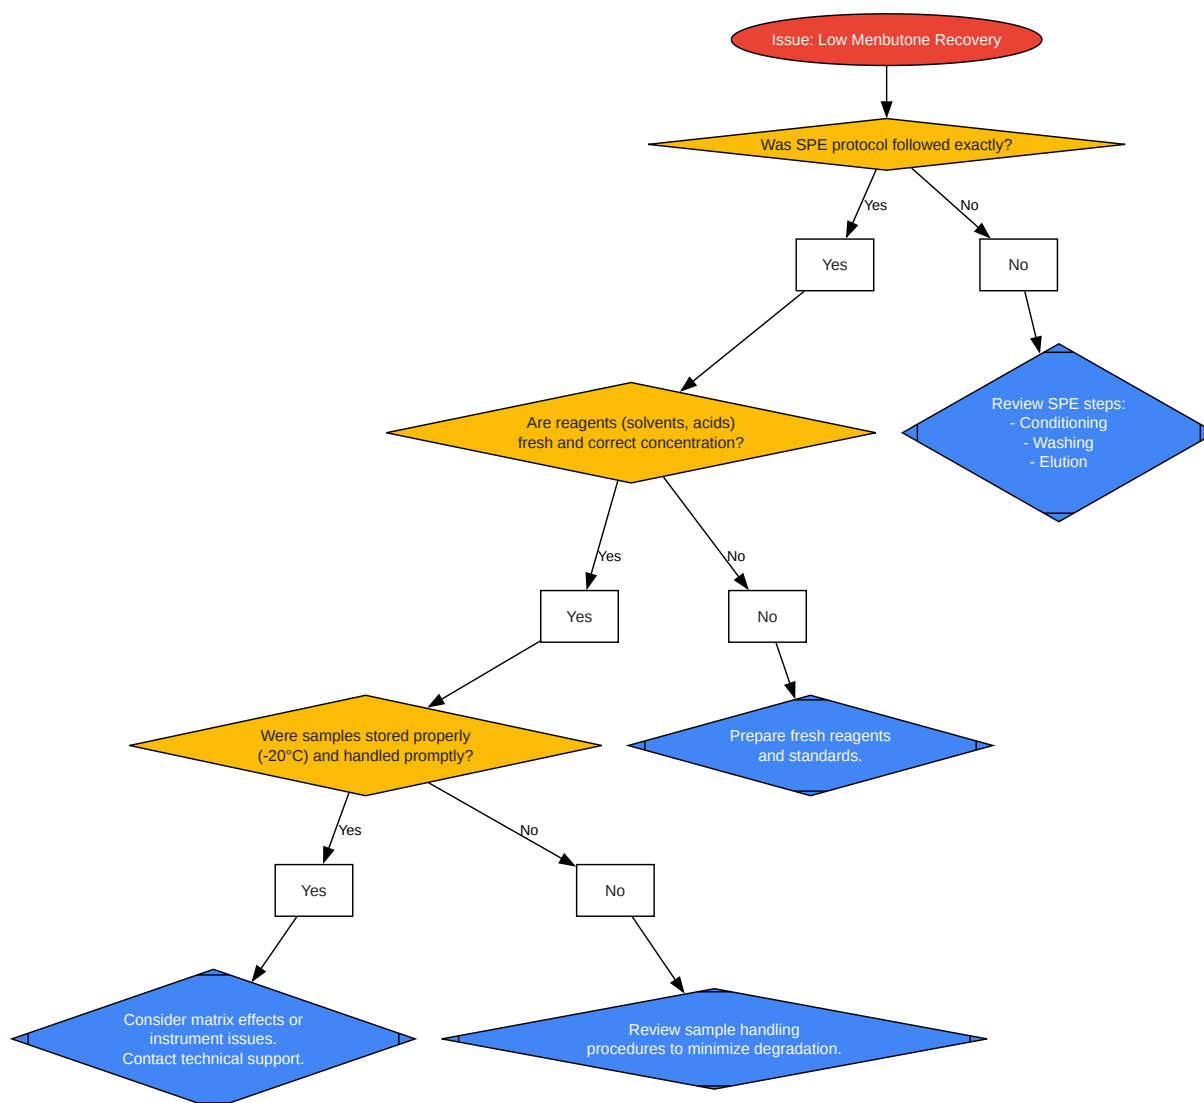 Issue: Low Menbutone Recovery
Was SPE protocol followed exactly?
Yes
No
Yes
No
Review SPE steps:
- Conditioning
- Washing
- Elution
Are reagents (solvents, acids)
fresh and correct concentration?
Yes
No
Yes
No
Were samples stored properly
(-20°C) and handled promptly?
Prepare fresh reagents
and standards.
Yes
No
Yes
No
Consider matrix effects or
instrument issues.
Contact technical support.
Review sample handling
procedures to minimize degradation.